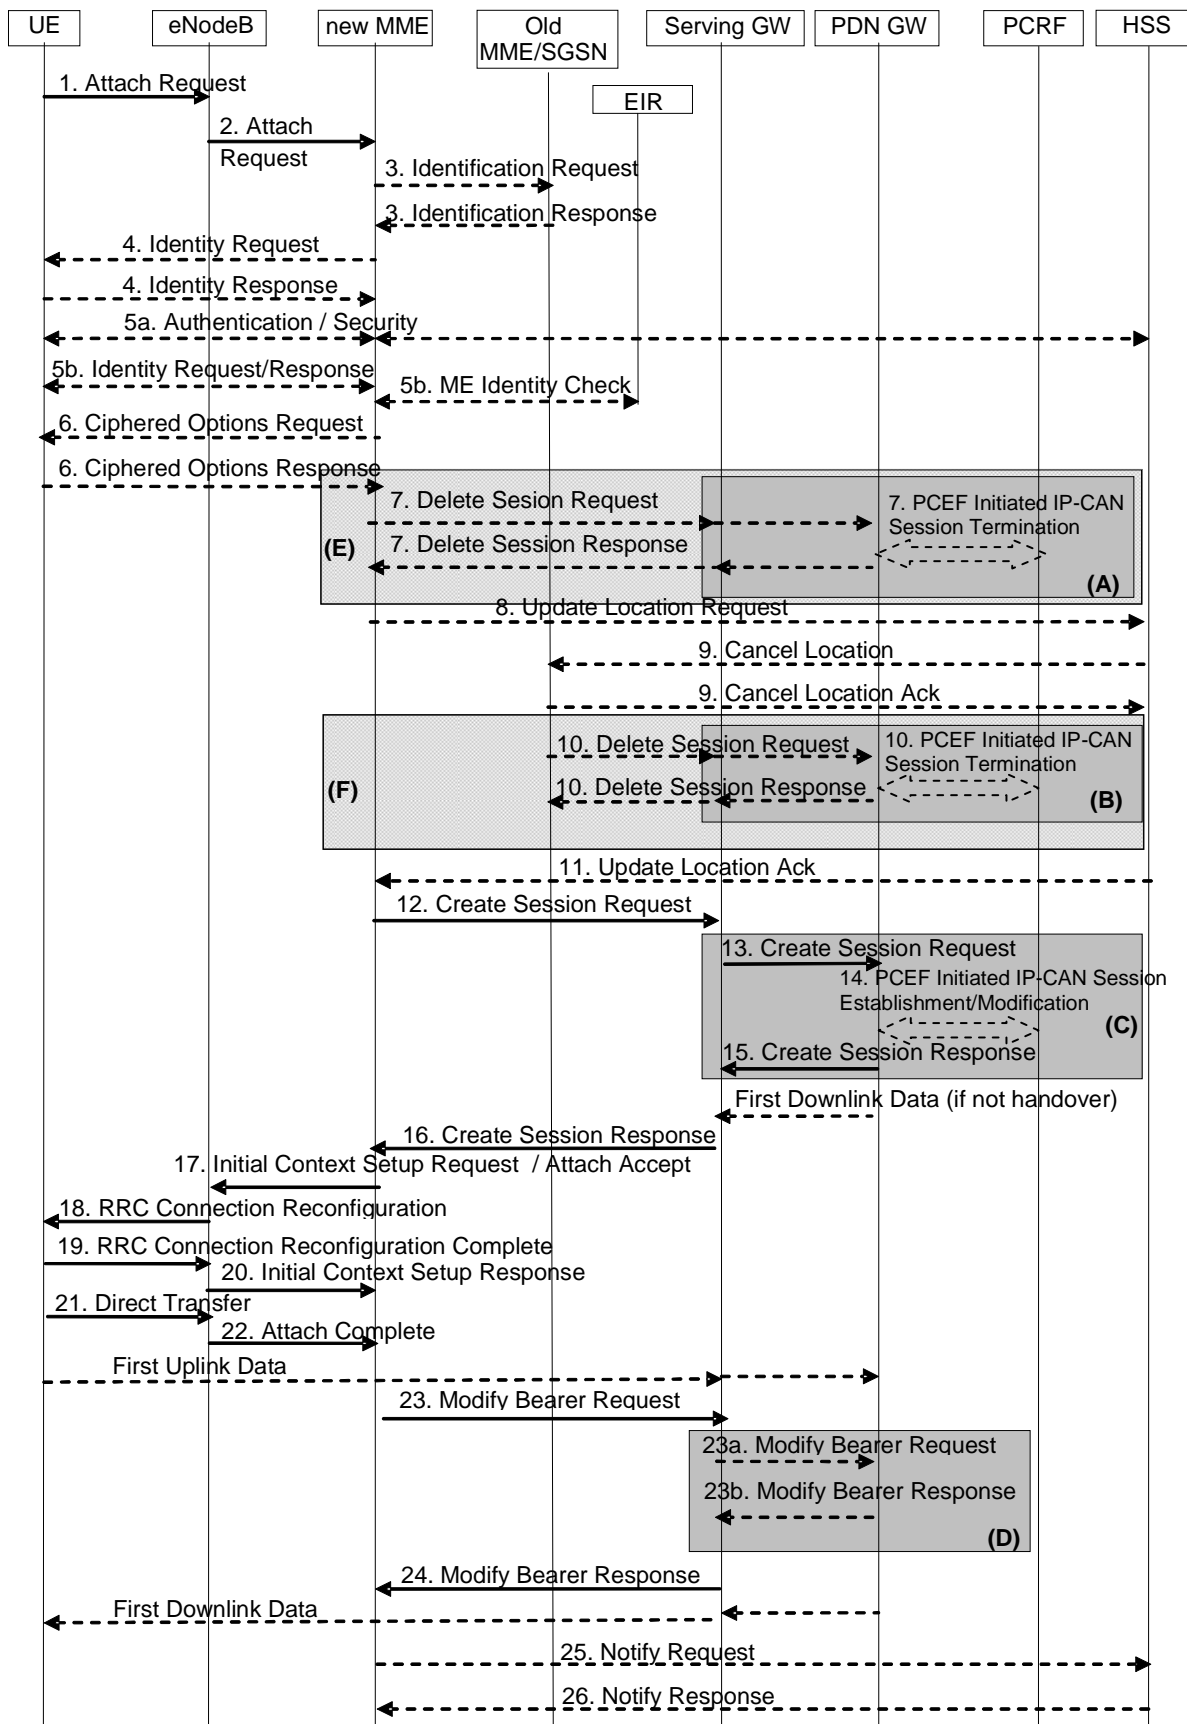 UE
eNodeB
new MME
Old
MME/SGSN
Serving GW
PDN GW
PCRF
HSS
EIR
1. Attach Request
2. Attach
Request
3. Identification Request
3. Identification Response
4. Identity Request
4. Identity Response
5a. Authentication / Security
5b. Identity Request/Response
5b. ME Identity Check
6. Ciphered Options Request
6. Ciphered Options Response
7. Delete Sesion Request
7. PCEF Initiated IP-CAN
Session Termination
(E)
7. Delete Session Response
(A)
8. Update Location Request
9. Cancel Location
9. Cancel Location Ack
10. Delete Session Request
10. PCEF Initiated IP-CAN
Session Termination
(F)
10. Delete Session Response
(B)
11. Update Location Ack
12. Create Session Request
13. Create Session Request
14. PCEF Initiated IP-CAN Session
Establishment/Modification
(C)
15. Create Session Response
First Downlink Data (if not handover)
16. Create Session Response
17. Initial Context Setup Request / Attach Accept
18. RRC Connection Reconfiguration
19. RRC Connection Reconfiguration Complete
20. Initial Context Setup Response
21. Direct Transfer
22. Attach Complete
First Uplink Data
23. Modify Bearer Request
23a. Modify Bearer Request
23b. Modify Bearer Response
(D)
24. Modify Bearer Response
First Downlink Data
25. Notify Request
26. Notify Response